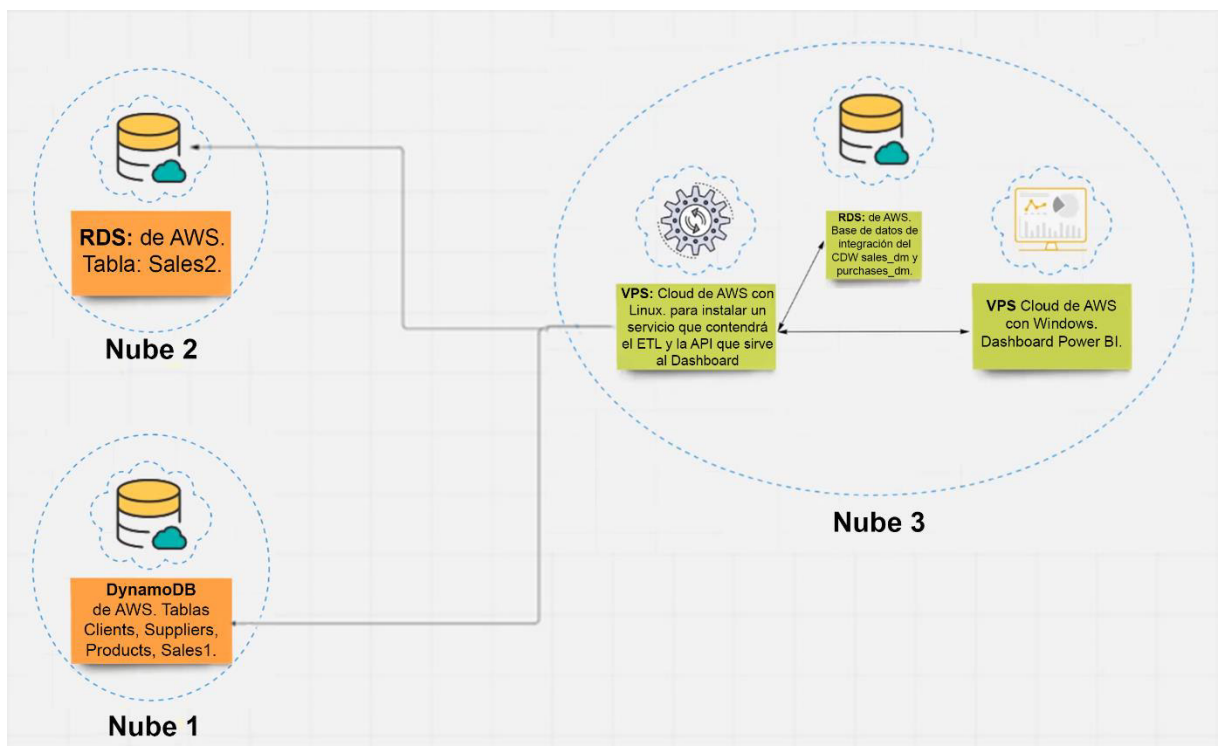 RDS: de AWS.
Tabla: Sales2.
Nube 2
DynamoDB
de AWS. Tablas
Clients, Suppliers,
Products, Sales1.
Nube 1
VPS: Cloud de AWS con
Linux. para instalar un
servicio que contendrá
el ETL y la API que sirve
al Dashboard
RDS: de AWS.
Base de datos de
integración del
CDW sales_dm y
purchases_dm.
VPS Cloud de AWS
con Windows.
Dashboard Power BI.
Nube 3